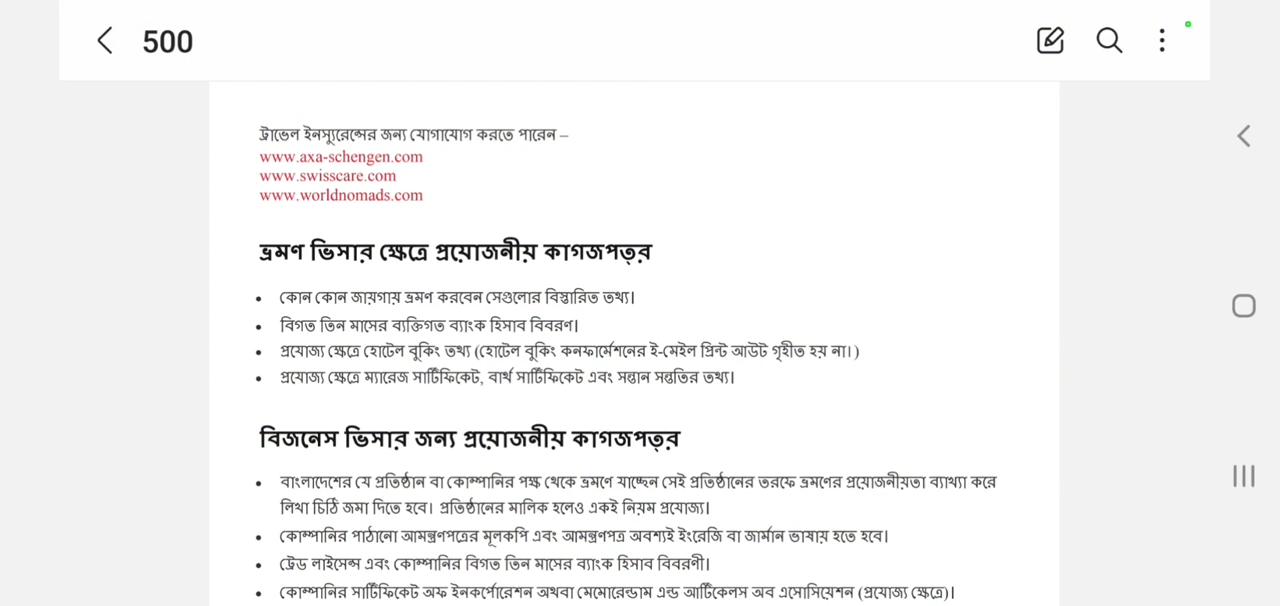 500
ট্রাভেল ইনস্যুরেন্সের জন্য যোগাযোগ করতে পারেন –
www.axa-schengen.com
www.swisscare.com
www.worldnomads.com
ভ্রমণ ভিসার ক্ষেত্রে প্রয়োজনীয় কাগজপত্র
• কোন কোন জায়গায় ভ্রমণ করবেন সেগুলোর বিস্তারিত তথ্য।
• বিগত তিন মাসের ব্যক্তিগত ব্যাংক হিসাব বিবরণ।
• প্রযোজ্য ক্ষেত্রে হোটেল বুকিং তথ্য (হোটেল বুকিং কনফার্মেশনের ই-মেইল প্রিন্ট আউট গৃহীত হয় না।)
• প্রযোজ্য ক্ষেত্রে ম্যারেজ সার্টিফিকেট, বার্থ সার্টিফিকেট এবং সন্তান সন্ততির তথ্য।
বিজনেস ভিসার জন্য প্রয়োজনীয় কাগজপত্র
• বাংলাদেশের যে প্রতিষ্ঠান বা কোম্পানির পক্ষ থেকে ভ্রমণে যাচ্ছেন সেই প্রতিষ্ঠানের তরফে ভ্রমণের প্রয়োজনীয়তা ব্যাখ্যা করে
লিখা চিঠি জমা দিতে হবে। প্রতিষ্ঠানের মালিক হলেও একই নিয়ম প্রযোজ্য।
• কোম্পানির পাঠানো আমন্ত্রণপত্রের মূলকপি এবং আমন্ত্রণপত্র অবশ্যই ইংরেজি বা জার্মান ভাষায় হতে হবে।
• ট্রেড লাইসেন্স এবং কোম্পানির বিগত তিন মাসের ব্যাংক হিসাব বিবরণী।
• কোম্পানির সার্টিফিকেট অফ ইনকর্পোরেশন অথবা মেমোরেন্ডাম এন্ড আর্টিকেলস অব এসোসিয়েশন (প্রযোজ্য ক্ষেত্রে)।